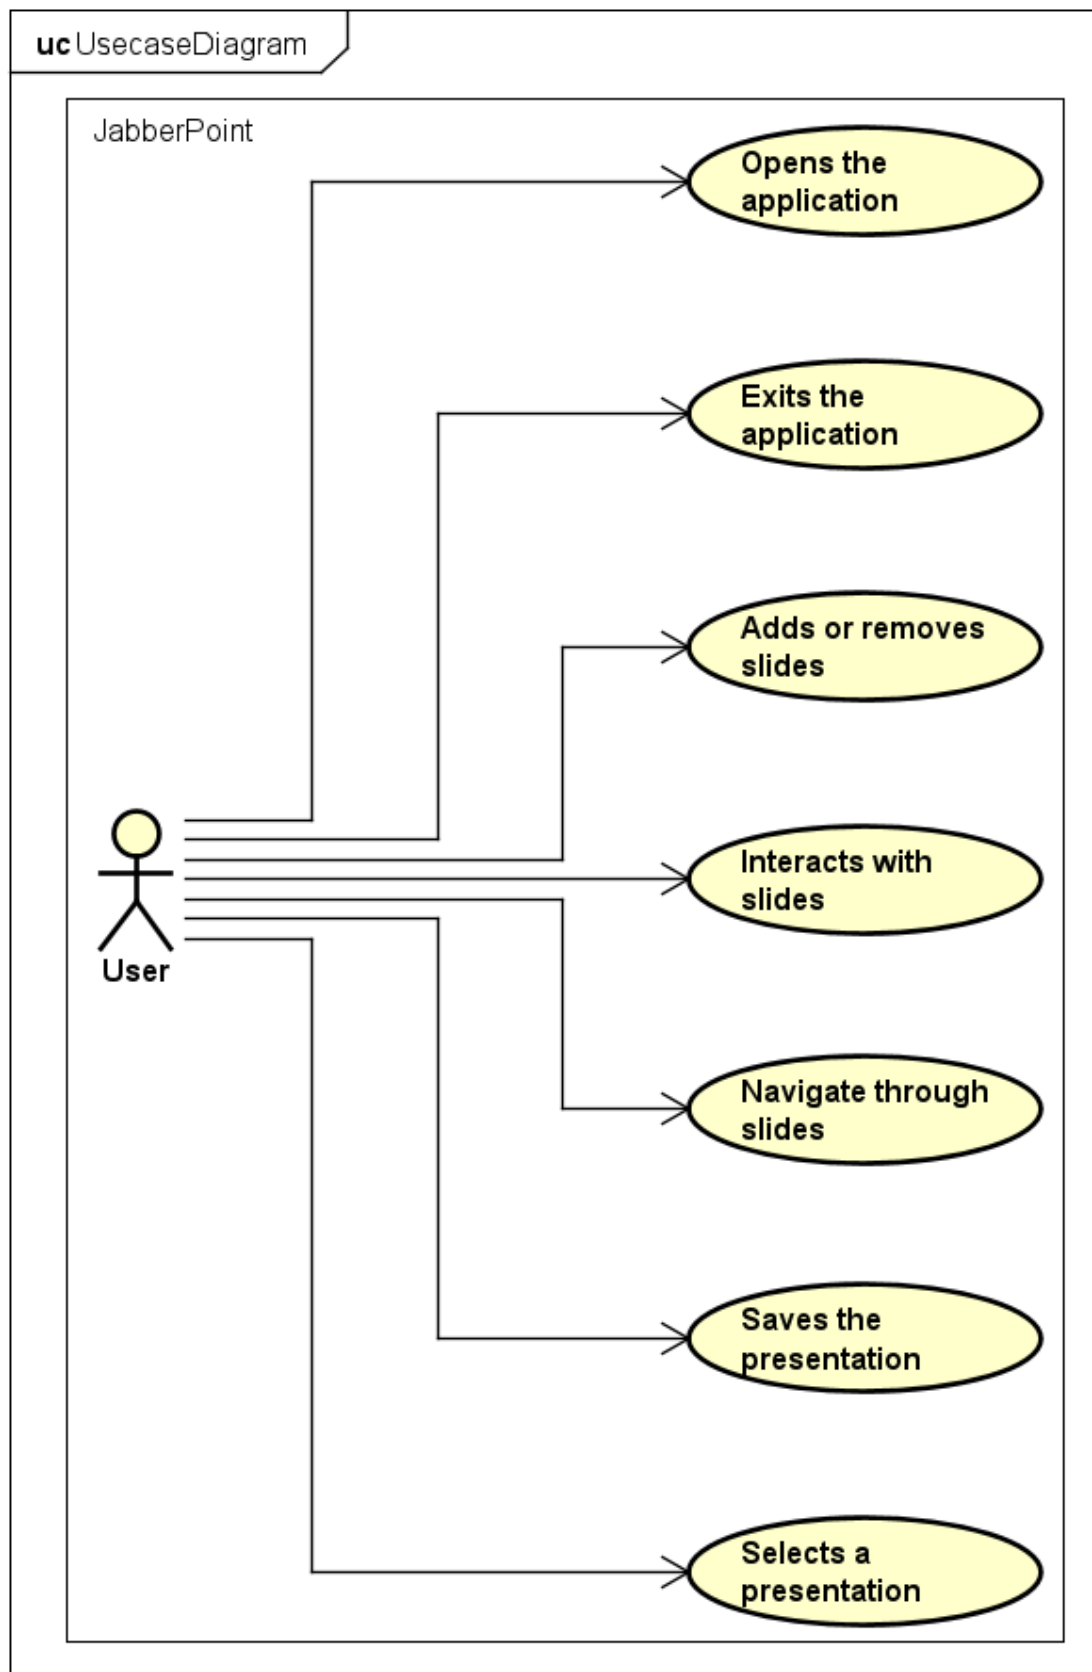 uc UsecaseDiagram
JabberPoint
Opens the
application
Exits the
application
Adds or removes
slides
Interacts with
slides
User
Navigate through
slides
Saves the
presentation
Selects a
presentation